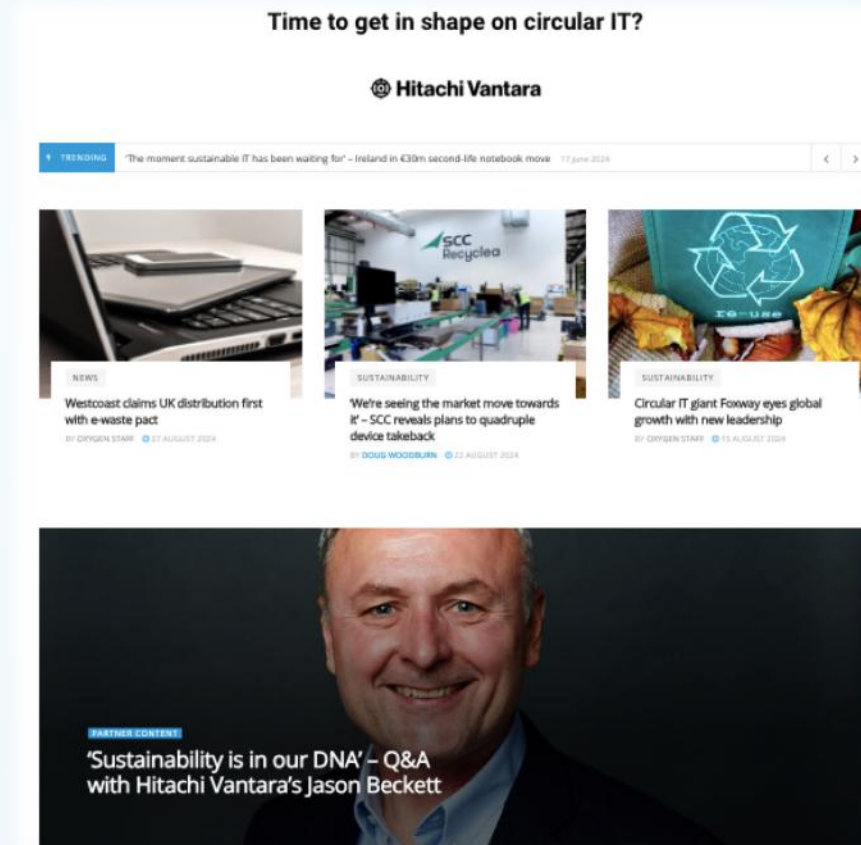 Time to get in shape on circular IT?
Hitachi Vantara
TRENDING
'The moment sustainable IT has been waiting for' – Ireland in €30m second-life notebook move 17 June 2024
SCC
Recyclea
re-use
NEWS
Westcoast claims UK distribution first
with e-waste pact
BY OXYGEN STAFF 27 AUGUST 2024
SUSTAINABILITY
'We're seeing the market move towards
it' – SCC reveals plans to quadruple
device takeback
BY DOUG WOODBURN 22 AUGUST 2024
SUSTAINABILITY
Circular IT giant Foxway eyes global
growth with new leadership
BY OXYGEN STAFF 15 AUGUST 2024
PARTNER CONTENT
'Sustainability is in our DNA' – Q&A
with Hitachi Vantara's Jason Beckett